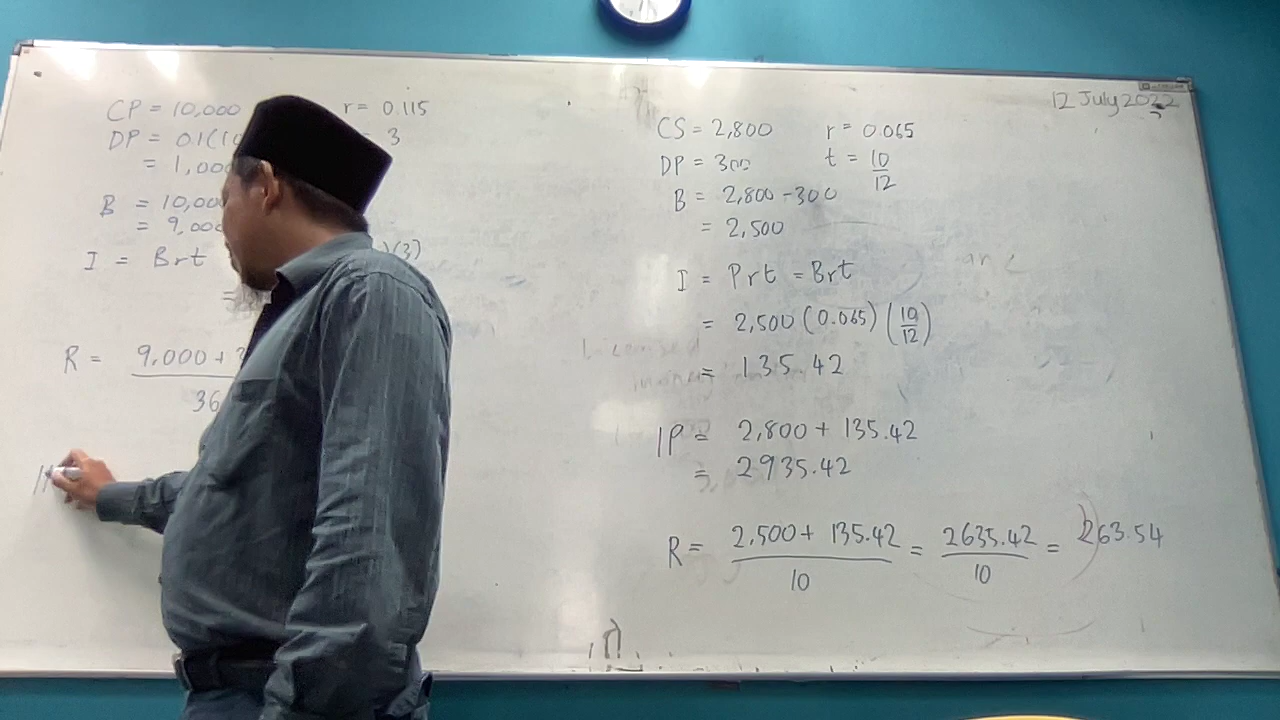 12 July 2022
CP = 10,000 r = 0.115
DP = 0.1(10 = 3
= 1,000
B = 10,000
= 9,000
I = Brt )(3)
=
R = 9,000 +
36
CS = 2,800 r = 0.065
DP = 300 t = 10/12
B = 2,800 - 300
= 2,500
I = Prt = Brt
= 2,500 (0.065) (10/12)
= 135.42
IP = 2,800 + 135.42
= 2935.42
R = 2,500 + 135.42 / 10 = 2635.42 / 10 = 263.54